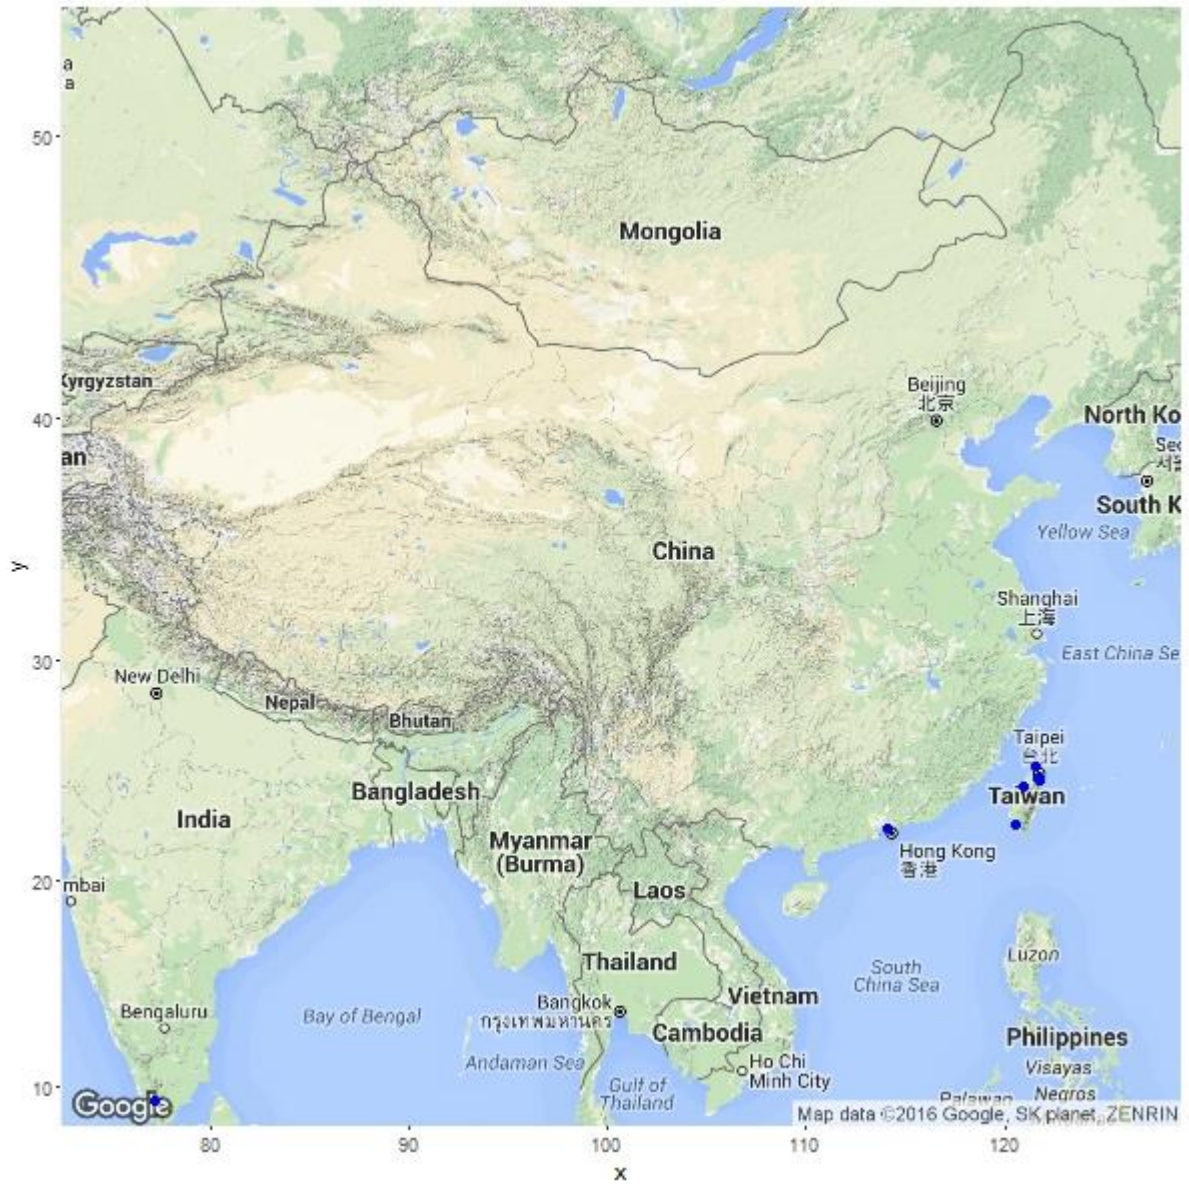 a
a
50
Mongolia
Kyrgyzstan
Beijing
北京
40
North Ko
an
Seo
서울
South K
Yellow Sea
y
China
Shanghai
上海
30
East China Se
New Delhi
Nepal
Bhutan
Taipei
台北
Bangladesh
Taiwan
India
Myanmar
(Burma)
Hong Kong
香港
20
mbai
Laos
Luzon
Thailand
South
China Sea
Vietnam
Bangkok
กรุงเทพมหานคร
Bengaluru
Bay of Bengal
Cambodia
Philippines
Andaman Sea
Ho Chi
Minh City
Visayas
10
Gulf of
Thailand
Negros
Palawan
Google
Map data ©2016 Google, SK planet, ZENRIN
80
90
100
110
120
x